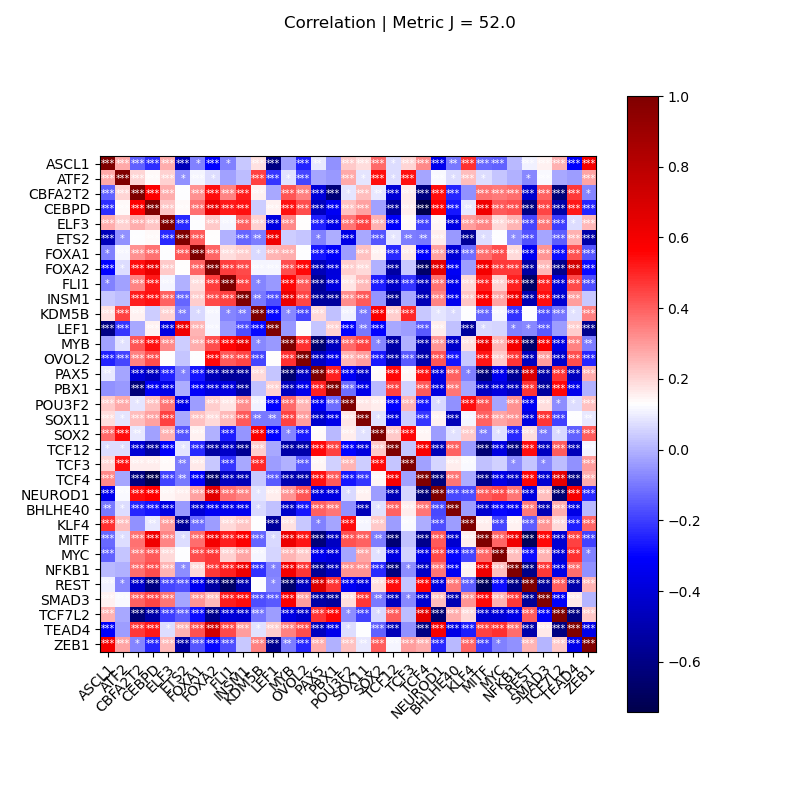 Correlation | Metric J = 52.0
ASCL1
ATF2
CBFA2T2
CEBPD
ELF3
ETS2
FOXA1
FOXA2
FLI1
INSM1
KDM5B
LEF1
MYB
OVOL2
PAX5
PBX1
POU3F2
SOX11
SOX2
TCF12
TCF3
TCF4
NEUROD1
BHLHE40
KLF4
MITF
MYC
NFKB1
REST
SMAD3
TCF7L2
TEAD4
ZEB1
ASCL1
ATF2
CBFA2T2
CEBPD
ELF3
ETS2
FOXA1
FOXA2
FLI1
INSM1
KDM5B
LEF1
MYB
OVOL2
PAX5
PBX1
POU3F2
SOX11
SOX2
TCF12
TCF3
TCF4
NEUROD1
BHLHE40
KLF4
MITF
MYC
NFKB1
REST
SMAD3
TCF7L2
TEAD4
ZEB1
1.0
0.8
0.6
0.4
0.2
0.0
−0.2
−0.4
−0.6